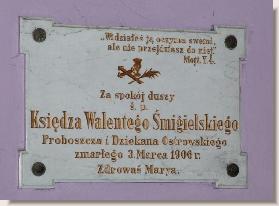 „Widziałeś ją oczyma swemi,
ale nie przejdziesz do niej”
Mojż. V. 4.
Za spokój duszy
ś. p.
Księdza Walentego Śmigielskiego
Proboszcza i Dziekana Ostrowskiego
zmarłego 3. Marca 1906 r.
Zdrowaś Marya.